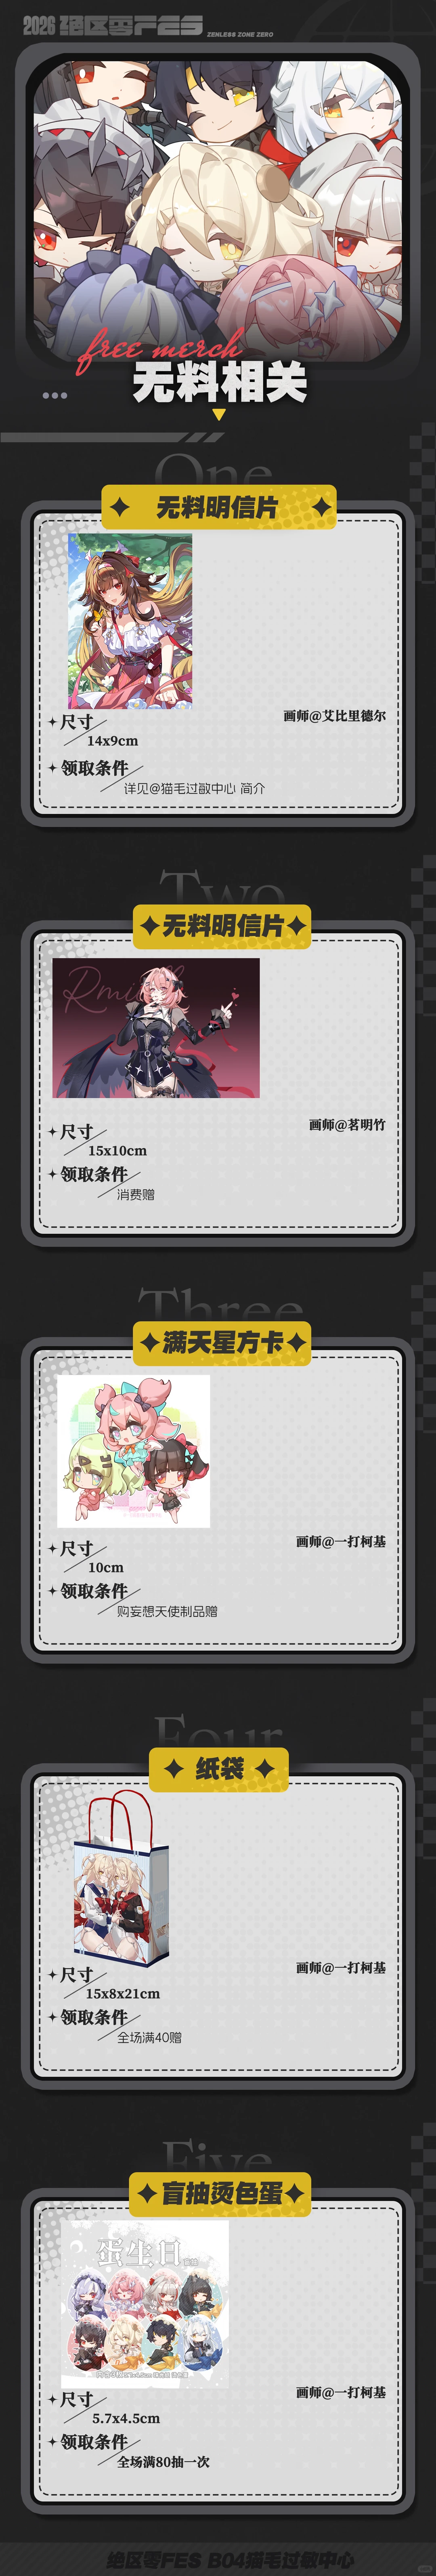 2026 绝区零FES ZENLESS ZONE ZERO
free merch
无料相关
One
无料明信片
画师@艾比里德尔
尺寸
14x9cm
领取条件
详见@猫毛过敏中心 简介
Two
无料明信片
画师@茗明竹
尺寸
15x10cm
领取条件
消费赠
Three
满天星方卡
画师@一打柯基
尺寸
10cm
领取条件
购妄想天使制品赠
Four
纸袋
画师@一打柯基
尺寸
15x8x21cm
领取条件
全场满40赠
Five
盲抽烫色蛋
蛋生日
画师@一打柯基
尺寸
5.7x4.5cm
领取条件
全场满80抽一次
绝区零FES B04猫毛过敏中心